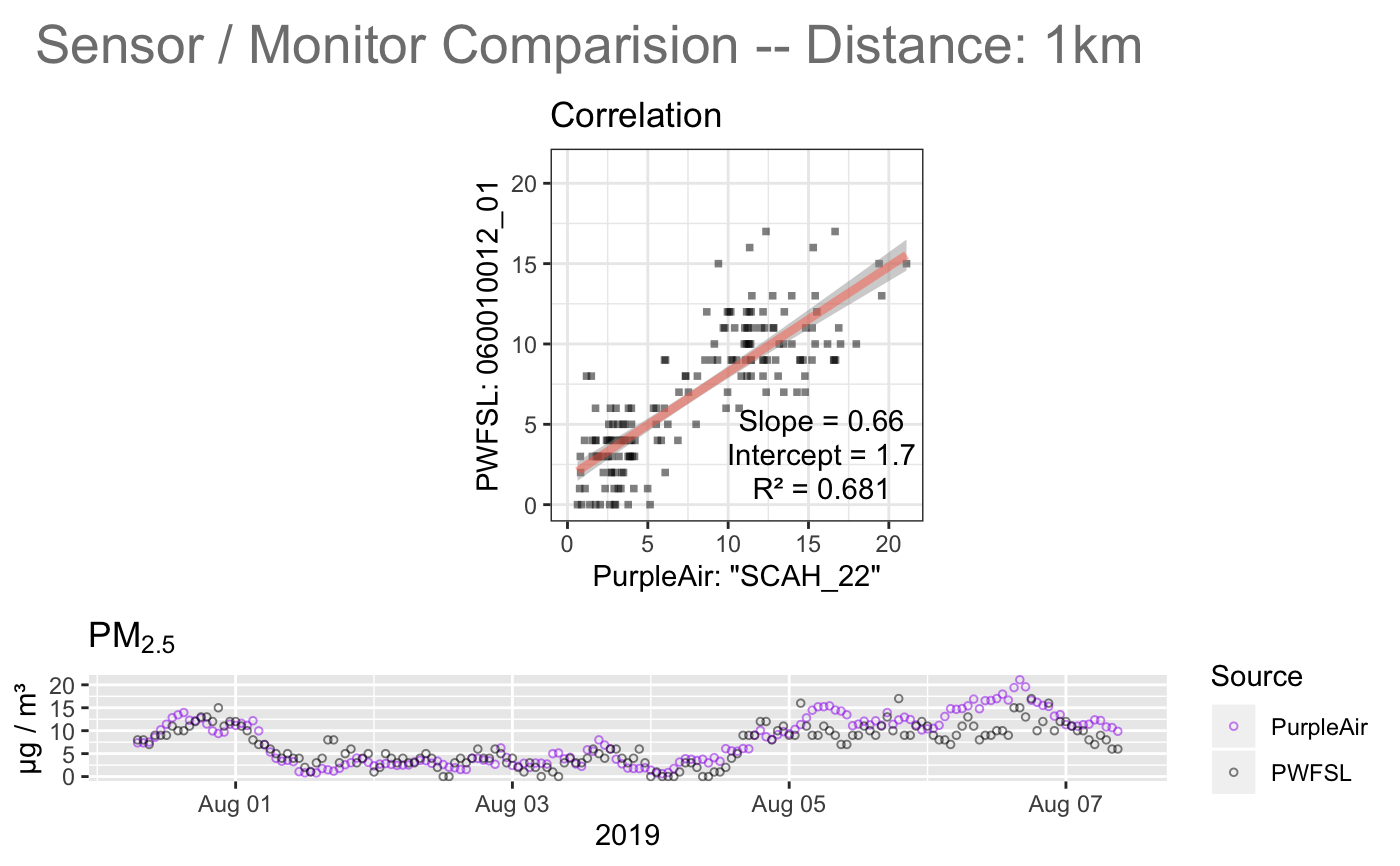 Sensor / Monitor Comparision -- Distance: 1km
Correlation
PWFSL: 060010012_01
20
15
10
5
0
Slope = 0.66
Intercept = 1.7
R² = 0.681
0 5 10 15 20
PurpleAir: "SCAH_22"
PM2.5
µg / m³
20
15
10
5
0
Aug 01 Aug 03 Aug 05 Aug 07
2019
Source
PurpleAir
PWFSL